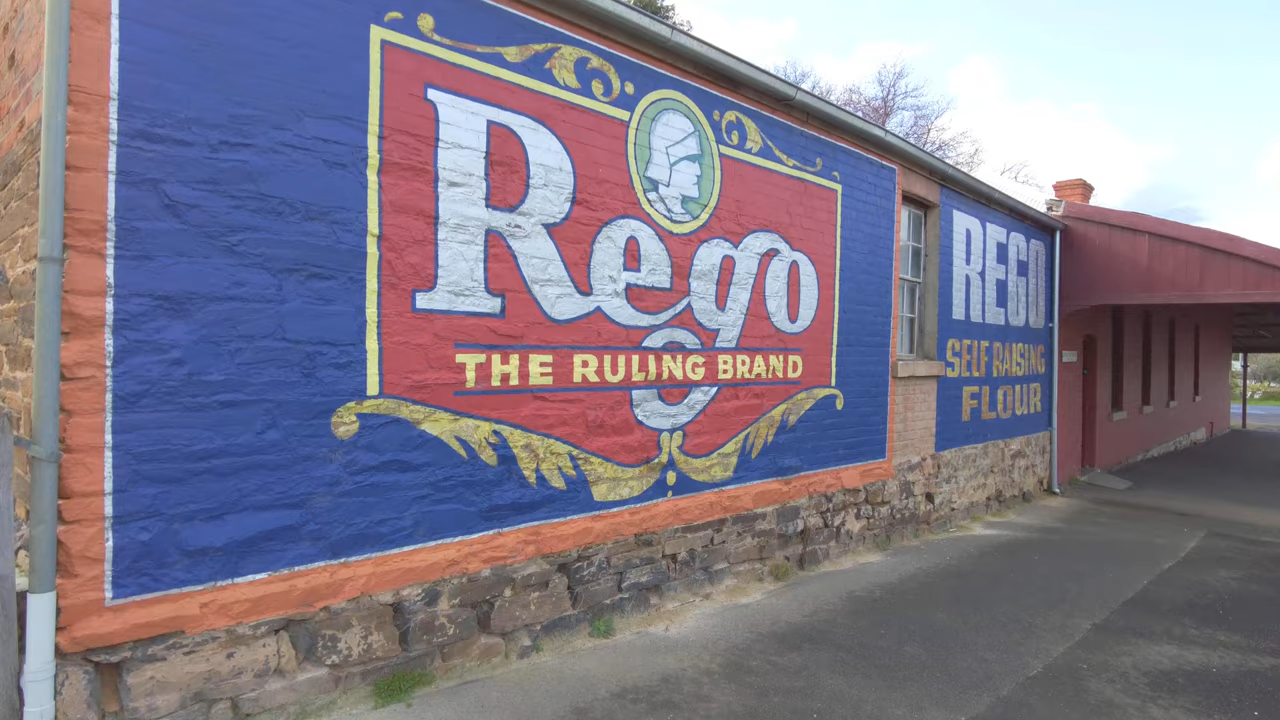 Rego
THE RULING BRAND
REGO
SELF RAISING
FLOUR